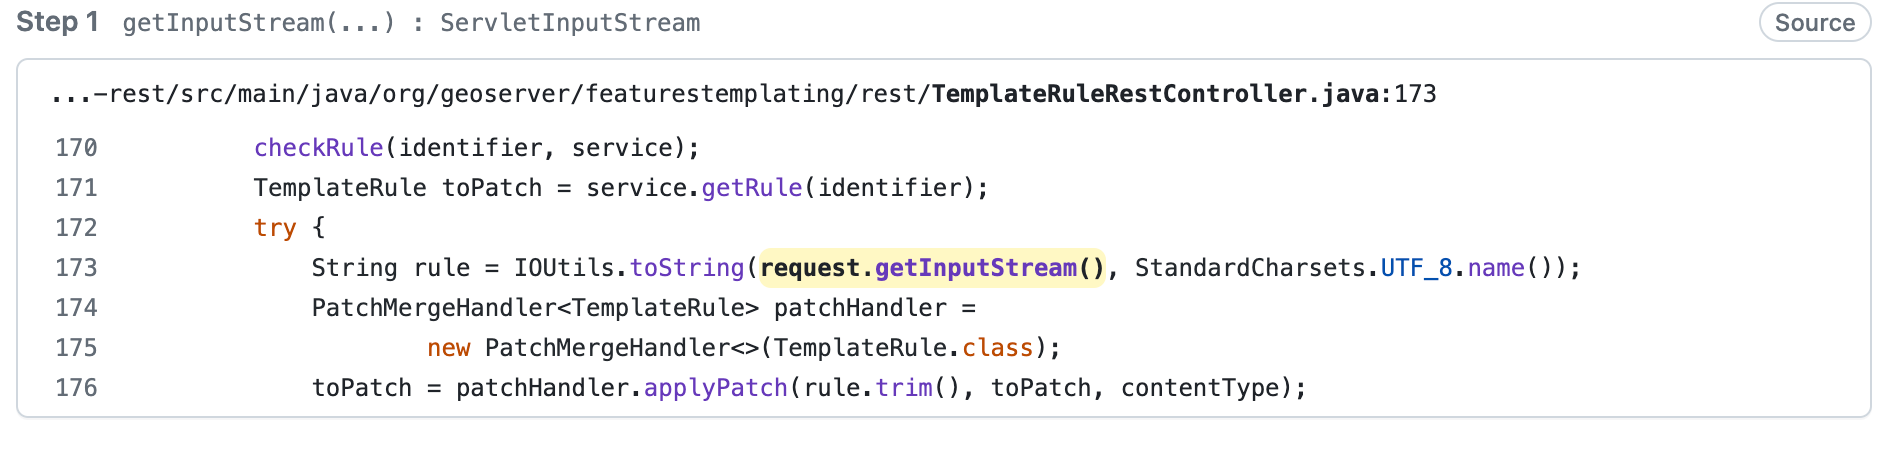 Step 1 getInputStream(...) : ServletInputStream Source
...-rest/src/main/java/org/geoserver/featurestemplating/rest/TemplateRuleRestController.java:173
170 checkRule(identifier, service);
171 TemplateRule toPatch = service.getRule(identifier);
172 try {
173 String rule = IOUtils.toString(request.getInputStream(), StandardCharsets.UTF_8.name());
174 PatchMergeHandler<TemplateRule> patchHandler =
175 new PatchMergeHandler<>(TemplateRule.class);
176 toPatch = patchHandler.applyPatch(rule.trim(), toPatch, contentType);